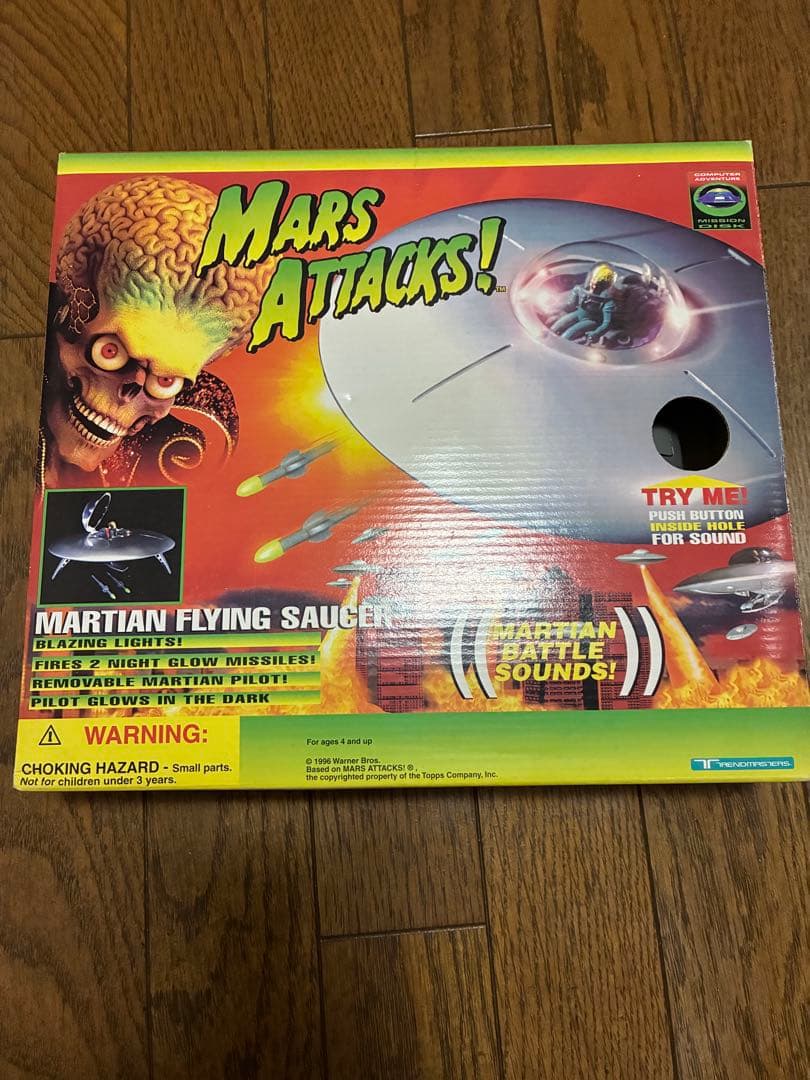 COMPUTER
ADVENTURE
MISSION
DISK
MARS
ATTACKS!
TM
TRY ME!
PUSH BUTTON
INSIDE HOLE
FOR SOUND
MARTIAN FLYING SAUCER
BLAZING LIGHTS!
FIRES 2 NIGHT GLOW MISSILES!
REMOVABLE MARTIAN PILOT!
PILOT GLOWS IN THE DARK
MARTIAN
BATTLE
SOUNDS!
⚠ WARNING:
CHOKING HAZARD - Small parts.
Not for children under 3 years.
For ages 4 and up
© 1996 Warner Bros.
Based on MARS ATTACKS! ®,
the copyrighted property of the Topps Company, Inc.
TRENDMASTERS